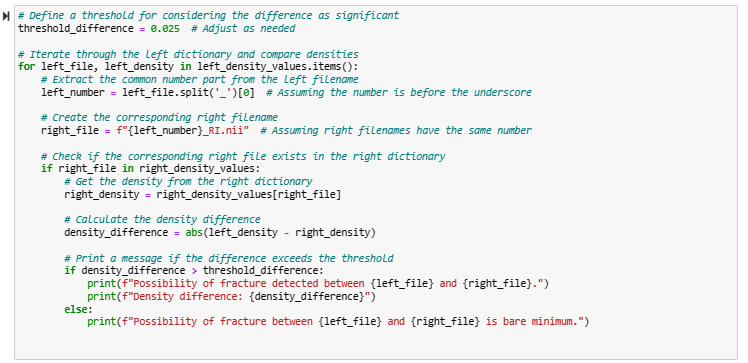 # Define a threshold for considering the difference as significant
threshold_difference = 0.025  # Adjust as needed

# Iterate through the left dictionary and compare densities
for left_file, left_density in left_density_values.items():
    # Extract the common number part from the left filename
    left_number = left_file.split('_')[0]  # Assuming the number is before the underscore

    # Create the corresponding right filename
    right_file = f"{left_number}_RI.nii"  # Assuming right filenames have the same number

    # Check if the corresponding right file exists in the right dictionary
    if right_file in right_density_values:
        # Get the density from the right dictionary
        right_density = right_density_values[right_file]

        # Calculate the density difference
        density_difference = abs(left_density - right_density)

        # Print a message if the difference exceeds the threshold
        if density_difference > threshold_difference:
            print(f"Possibility of fracture detected between {left_file} and {right_file}.")
            print(f"Density difference: {density_difference}")
        else:
            print(f"Possibility of fracture between {left_file} and {right_file} is bare minimum.")